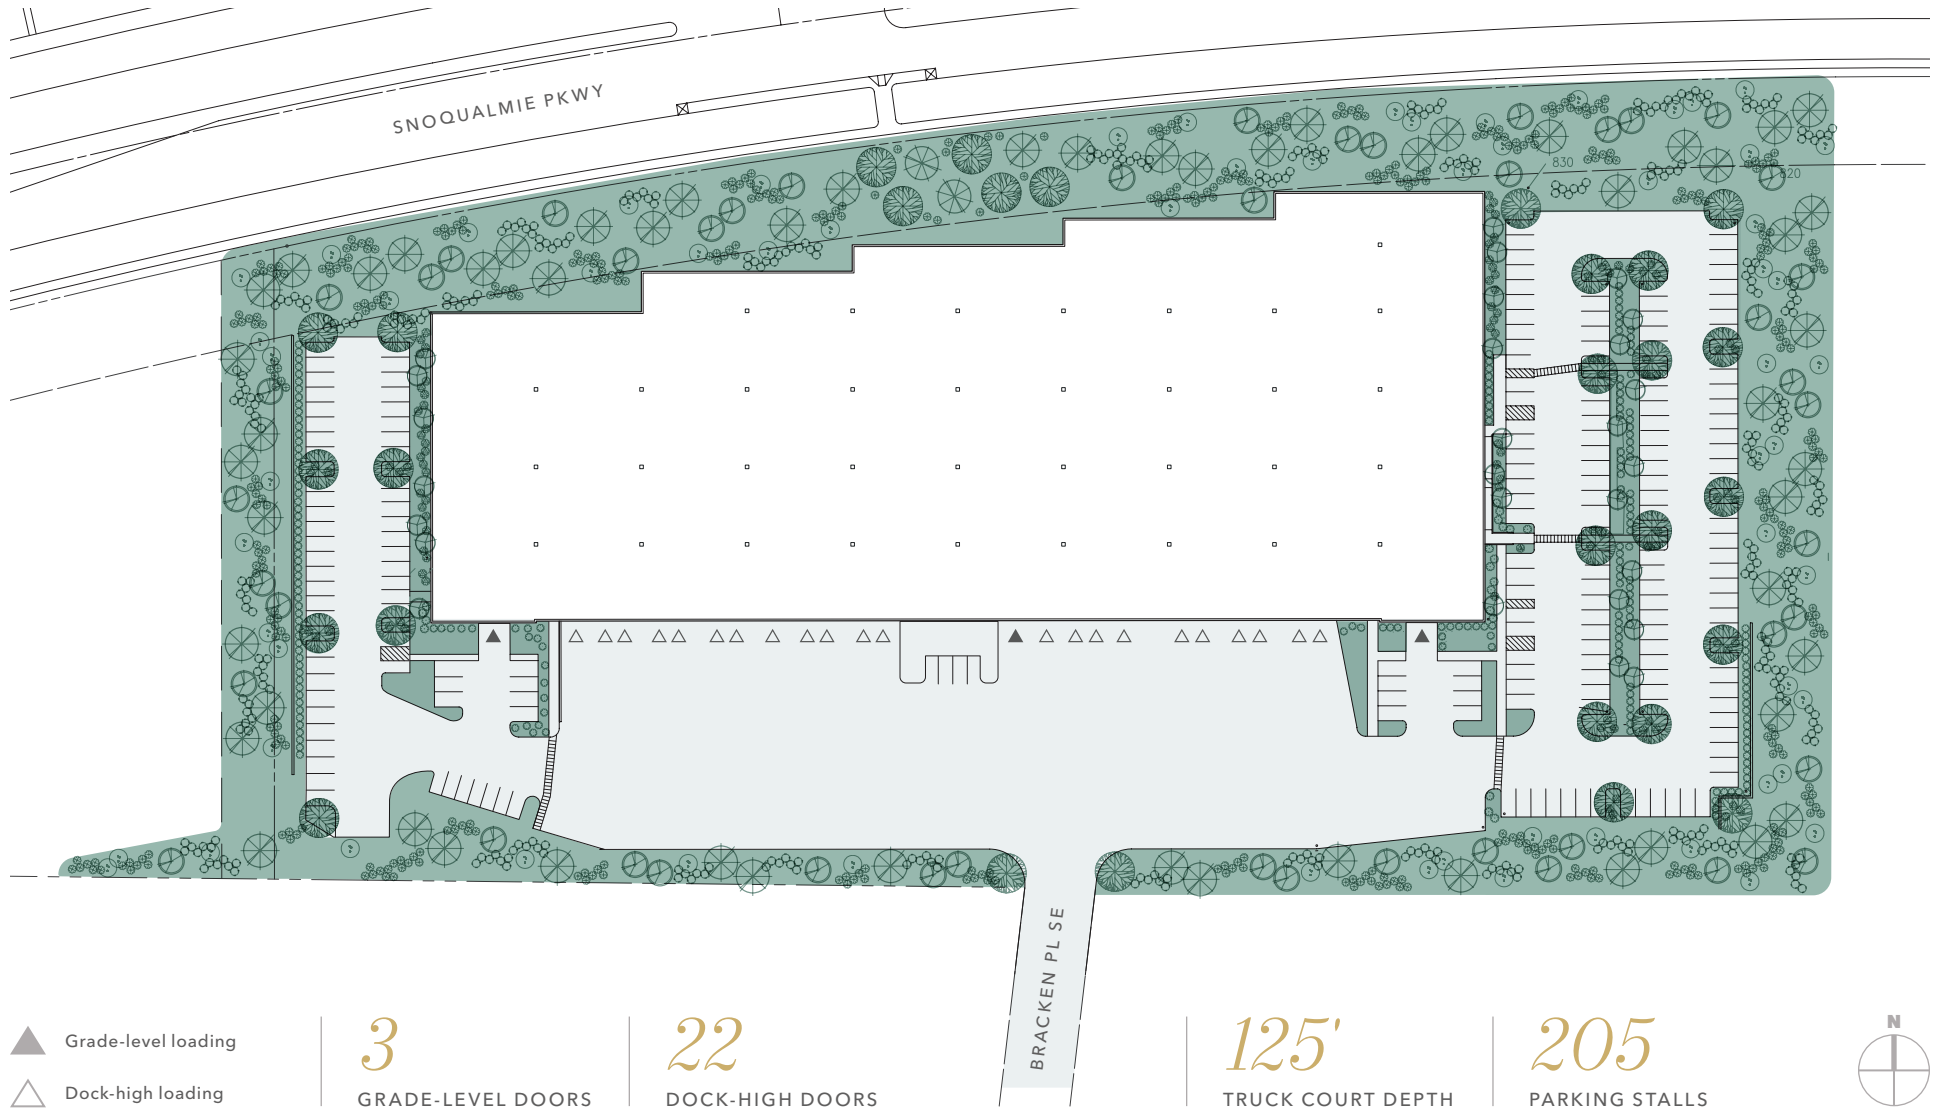 SNOQUALMIE PKWY
830
820
BRACKEN PL SE
Grade-level loading
Dock-high loading
3
GRADE-LEVEL DOORS
22
DOCK-HIGH DOORS
125'
TRUCK COURT DEPTH
205
PARKING STALLS
N